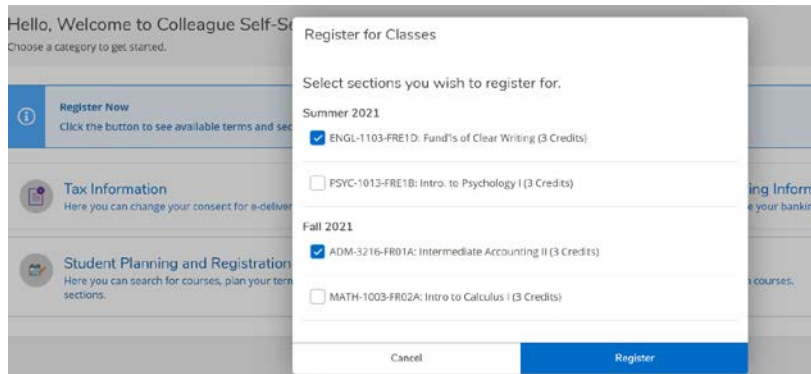 Hello, Welcome to Colleague Self-Se
Choose a category to get started.
Register Now
Click the button to see available terms and sec
Tax Information
Here you can change your consent for e-deliver
Student Planning and Registration
Here you can search for courses, plan your tern
sections.
ing Inforn
e your bankin
n courses.
Register for Classes
Select sections you wish to register for.
Summer 2021
ENGL-1103-FRE1D: Fund'ls of Clear Writing (3 Credits)
PSYC-1013-FRE1B: Intro. to Psychology I (3 Credits)
Fall 2021
ADM-3216-FR01A: Intermediate Accounting II (3 Credits)
MATH-1003-FR02A: Intro to Calculus I (3 Credits)
Cancel
Register